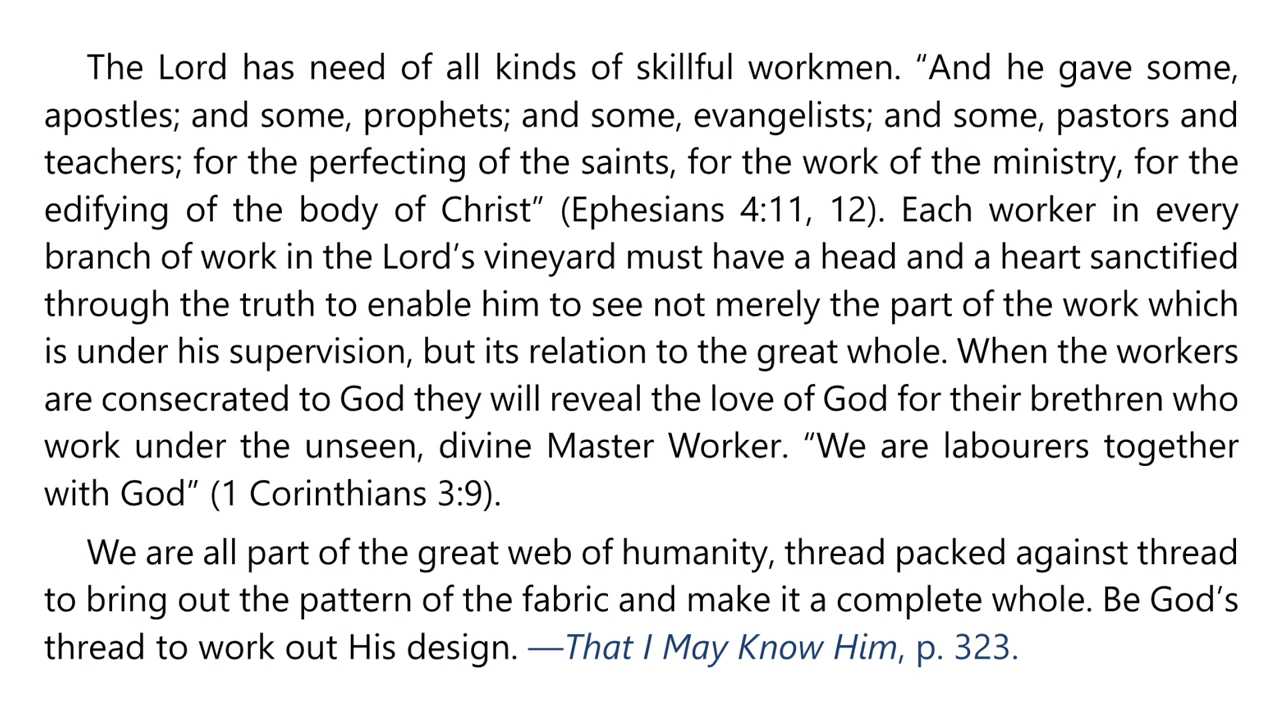 The Lord has need of all kinds of skillful workmen. “And he gave some,
apostles; and some, prophets; and some, evangelists; and some, pastors and
teachers; for the perfecting of the saints, for the work of the ministry, for the
edifying of the body of Christ” (Ephesians 4:11, 12). Each worker in every
branch of work in the Lord’s vineyard must have a head and a heart sanctified
through the truth to enable him to see not merely the part of the work which
is under his supervision, but its relation to the great whole. When the workers
are consecrated to God they will reveal the love of God for their brethren who
work under the unseen, divine Master Worker. “We are labourers together
with God” (1 Corinthians 3:9).
We are all part of the great web of humanity, thread packed against thread
to bring out the pattern of the fabric and make it a complete whole. Be God’s
thread to work out His design. —That I May Know Him, p. 323.